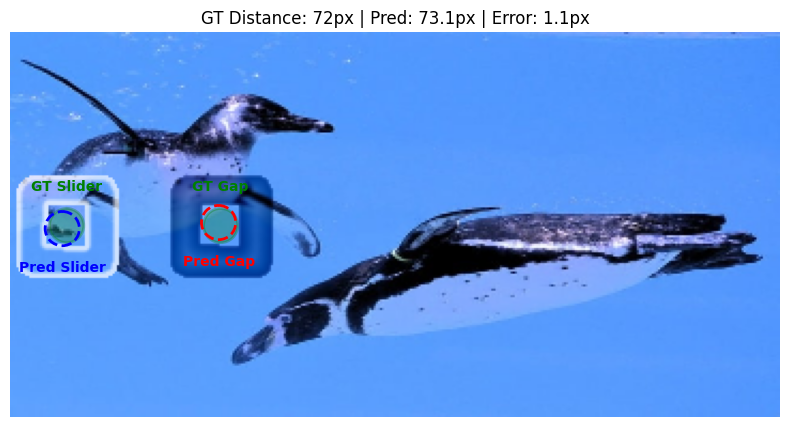 GT Distance: 72px | Pred: 73.1px | Error: 1.1px
GT Slider
GT Gap
Pred Slider
Pred Gap